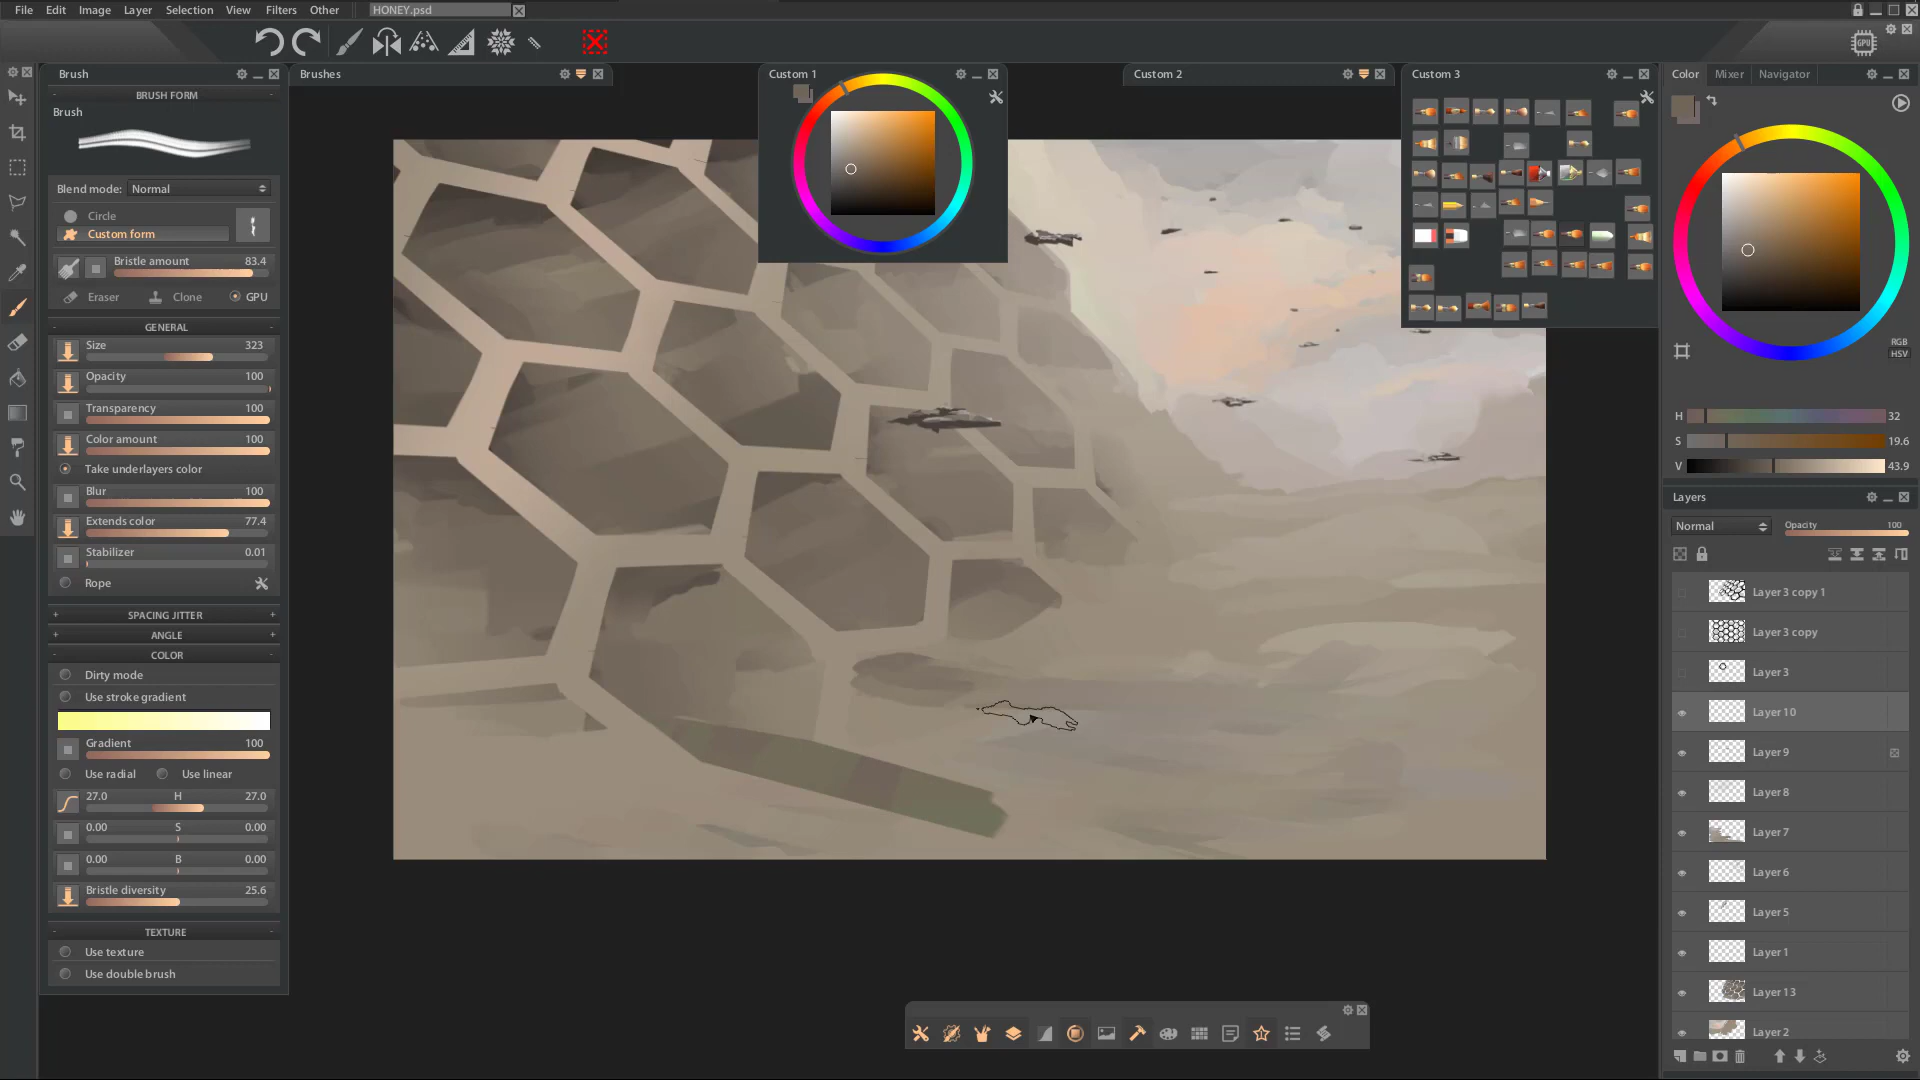 File Edit Image Layer Selection View Filters Other HONEY.psd
GPU
Brush
BRUSH FORM
Brush
Blend mode: Normal
Circle
Custom form
Bristle amount 83.4
Eraser Clone GPU
GENERAL
Size 323
Opacity 100
Transparency 100
Color amount 100
Take underlayers color
Blur 100
Extends color 77.4
Stabilizer 0.01
Rope
SPACING JITTER
ANGLE
COLOR
Dirty mode
Use stroke gradient
Gradient 100
Use radial Use linear
27.0 H 27.0
0.00 S 0.00
0.00 B 0.00
Bristle diversity 25.6
TEXTURE
Use texture
Use double brush
Brushes
Custom 1
Custom 2
Custom 3
Color Mixer Navigator
RGB
HSV
H 32
S 19.6
V 43.9
Layers
Normal Opacity 100
Layer 3 copy 1
Layer 3 copy
Layer 3
Layer 10
Layer 9
Layer 8
Layer 7
Layer 6
Layer 5
Layer 1
Layer 13
Layer 2